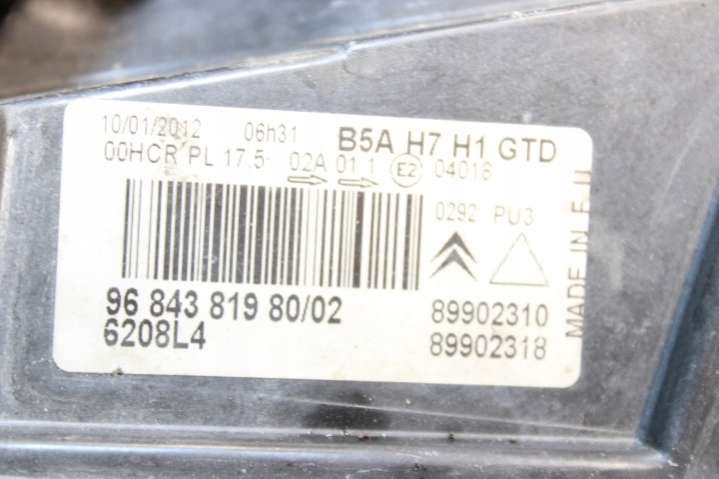 10/01/2012 06h31 B5A H7 H1 GTD
00HCR PL 17.5 02A 01 1 E2 04016
0292 PU3
96 843 819 80/02 89902310
6208L4 89902318
MADE IN E U